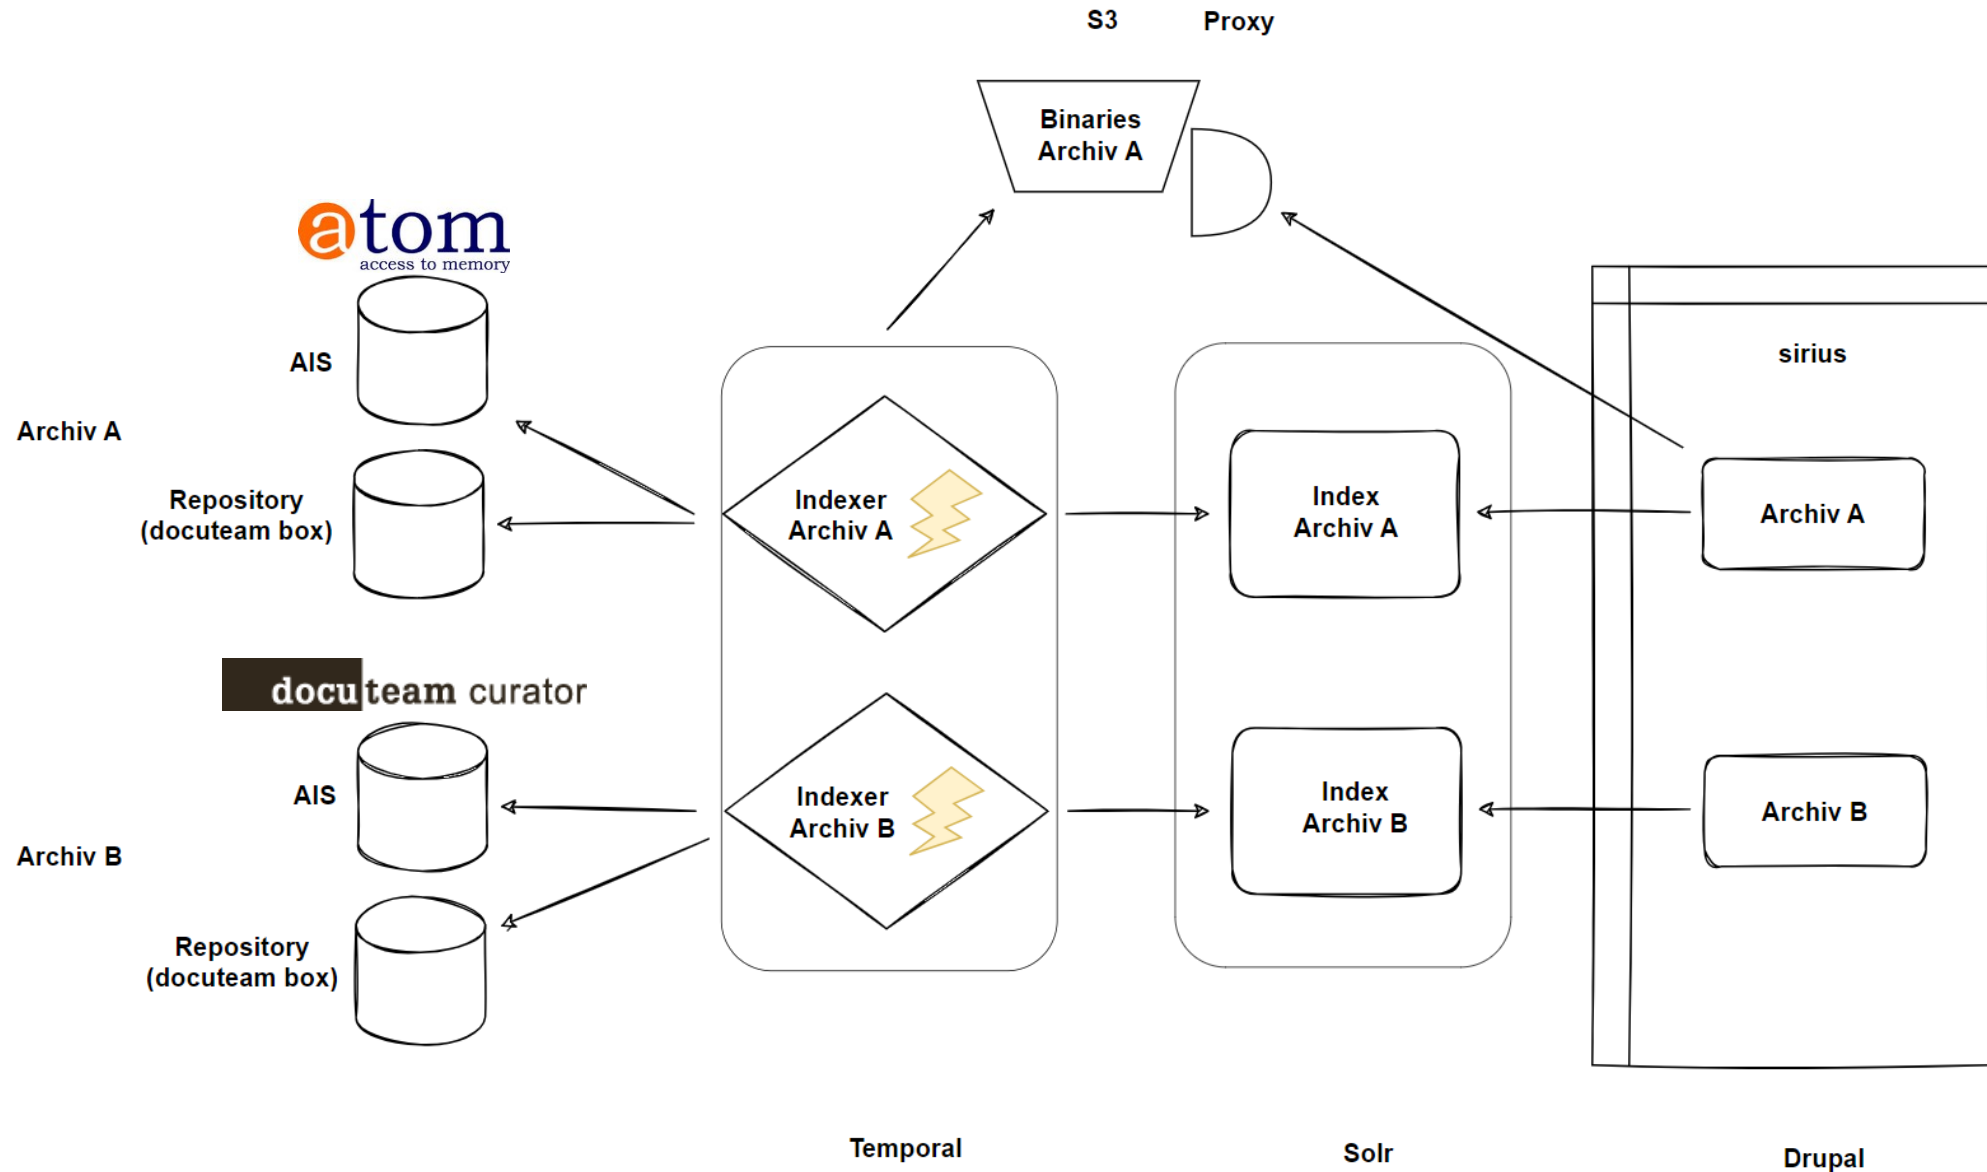 S3
Proxy
Binaries
Archiv A
atom
access to memory
AIS
Archiv A
Repository
(docuteam box)
Indexer
Archiv A
Index
Archiv A
sirius
Archiv A
docuteam curator
AIS
Archiv B
Repository
(docuteam box)
Indexer
Archiv B
Index
Archiv B
Archiv B
Temporal
Solr
Drupal